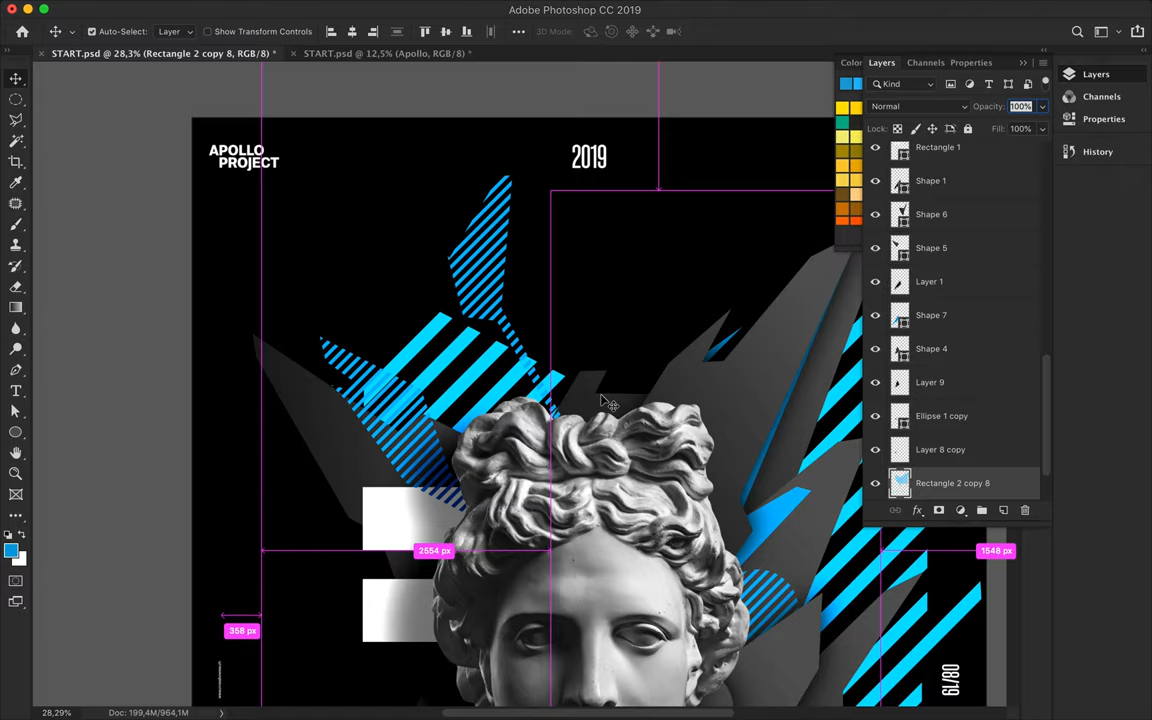 Adobe Photoshop CC 2019
Auto-Select: Layer Show Transform Controls 3D Mode:
START.psd @ 28,3% (Rectangle 2 copy 8, RGB/8) *
START.psd @ 12,5% (Apollo, RGB/8) *
Color
Layers Channels Properties
Kind
Normal Opacity: 100%
Lock: Fill: 100%
Rectangle 1
Shape 1
Shape 6
Shape 5
Layer 1
Shape 7
Shape 4
Layer 9
Ellipse 1 copy
Layer 8 copy
Rectangle 2 copy 8
fx
Layers
Channels
Properties
History
APOLLO
PROJECT
2019
2554 px
1548 px
358 px
08/19
28,29% Doc: 199,4M/964,1M